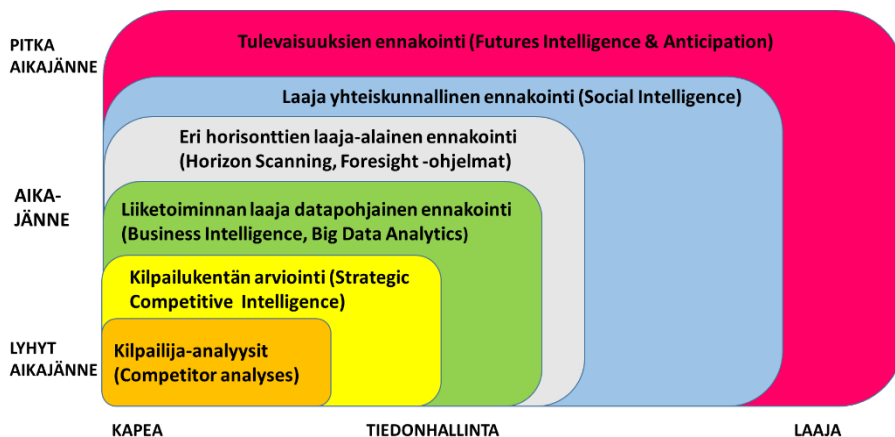 PITKA
AIKAJÄNNE
Tulevaisuuksien ennakointi (Futures Intelligence & Anticipation)
Laaja yhteiskunnallinen ennakointi (Social Intelligence)
Eri horisonttien laaja-alainen ennakointi
(Horizon Scanning, Foresight -ohjelmat)
AIKA-
JÄNNE
Liiketoiminnan laaja datapohjainen ennakointi
(Business Intelligence, Big Data Analytics)
Kilpailukentän arviointi (Strategic
Competitive Intelligence)
LYHYT
AIKAJÄNNE
Kilpailija-analyysit
(Competitor analyses)
KAPEA TIEDONHALLINTA LAAJA